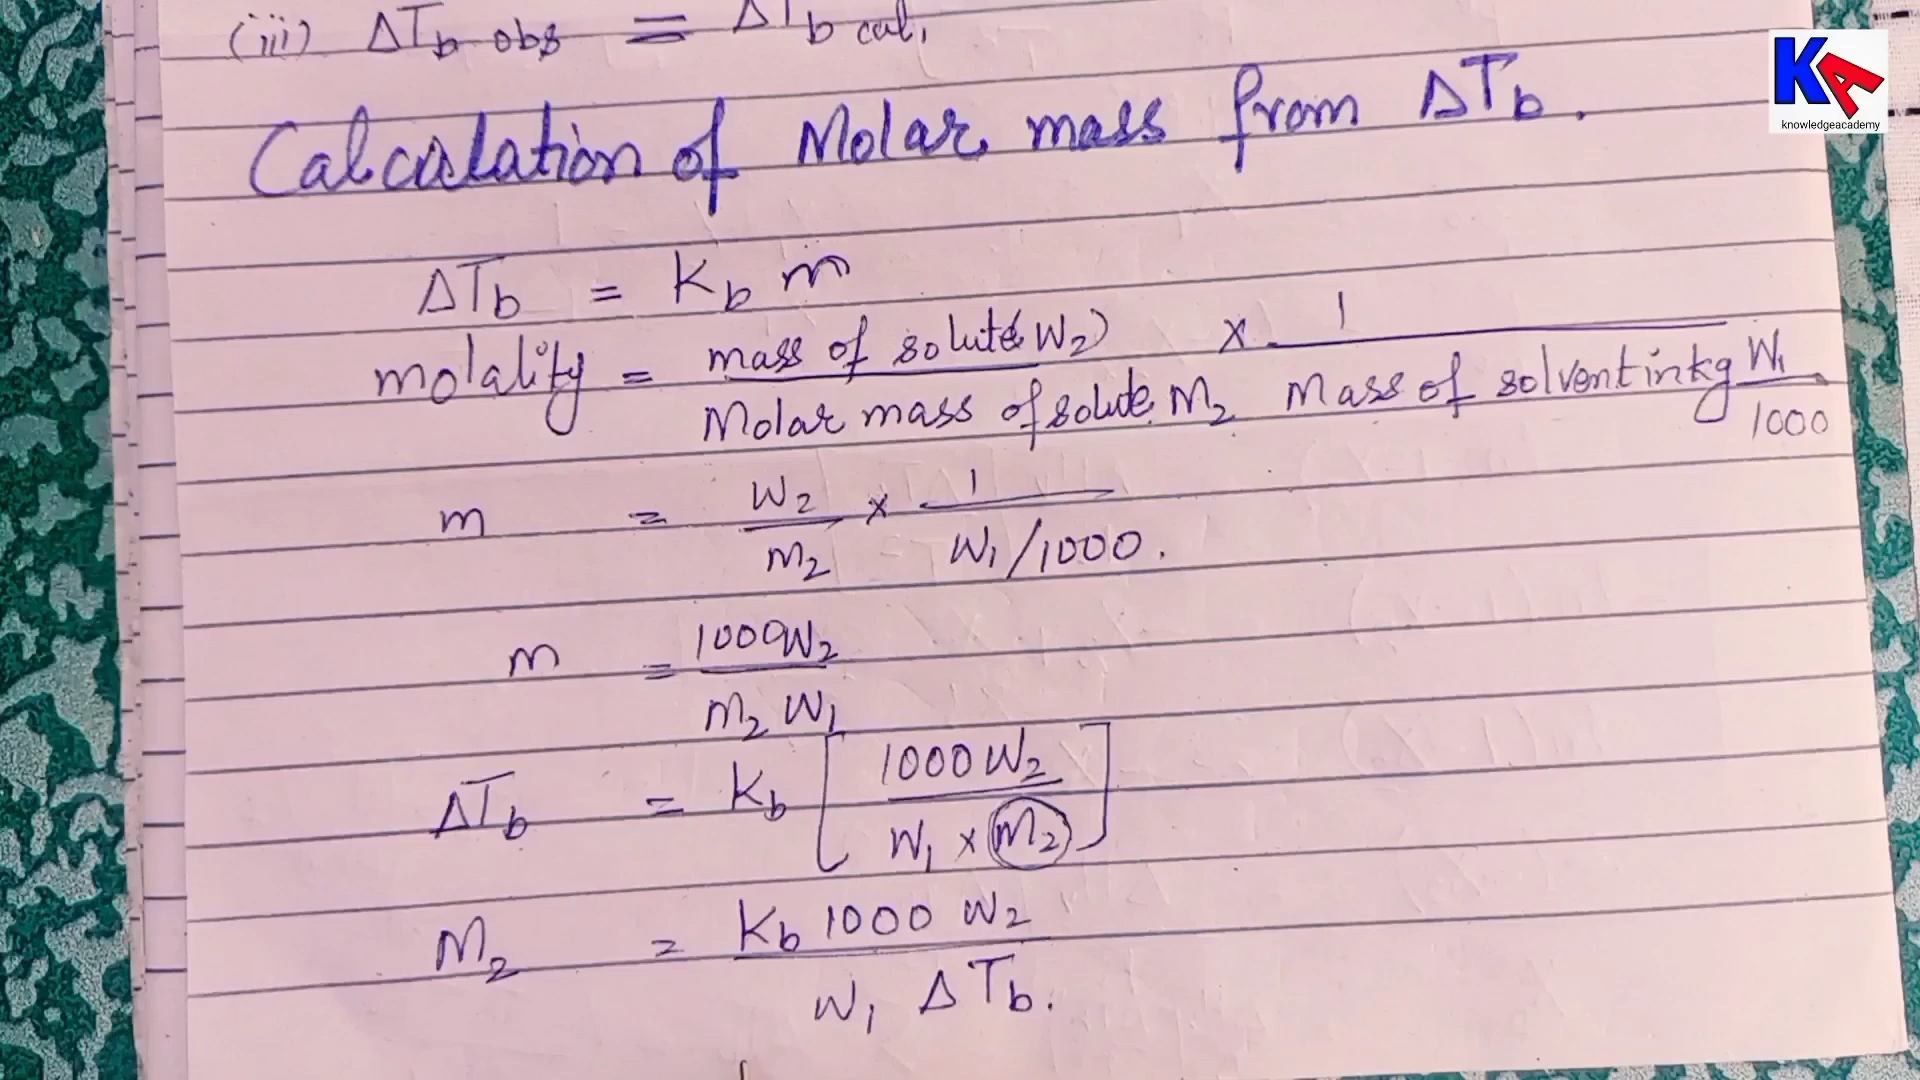 (iii) ΔTb obs = ΔTb cal.
KA
knowledgeacademy
Calculation of Molar mass from ΔTb.
ΔTb = Kb m
molality = mass of solute(W2) / Molar mass of solute M2 × 1 / Mass of solvent in kg W1/1000
m = W2/M2 × 1 / W1/1000.
m = 1000W2 / M2 W1
ΔTb = Kb [1000 W2 / W1 × M2]
M2 = Kb 1000 W2 / W1 ΔTb.